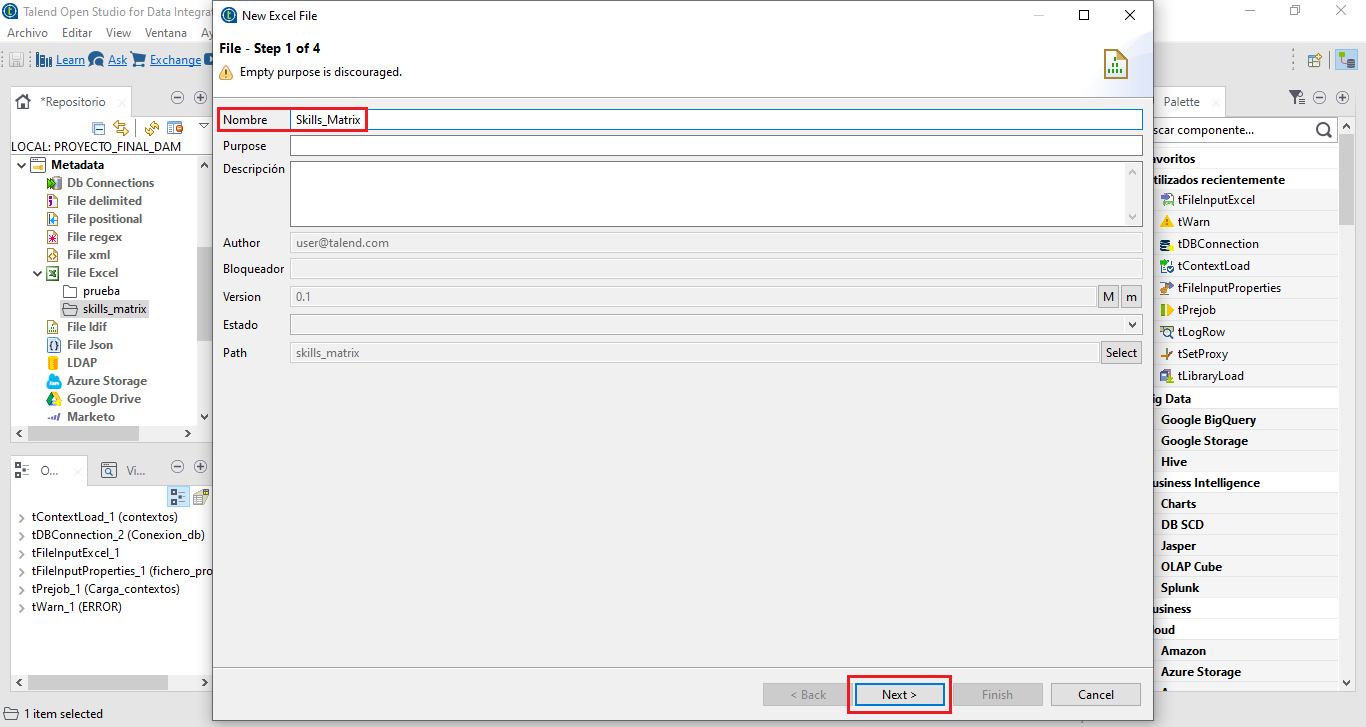 Talend Open Studio for Data Integrat
Archivo Editar View Ventana Ay
Learn Ask Exchange
*Repositorio
LOCAL: PROYECTO_FINAL_DAM
Metadata
Db Connections
File delimited
File positional
File regex
File xml
File Excel
prueba
skills_matrix
File ldif
File Json
LDAP
Azure Storage
Google Drive
Marketo
O... Vi...
tContextLoad_1 (contextos)
tDBConnection_2 (Conexion_db)
tFileInputExcel_1
tFileInputProperties_1 (fichero_pro
tPrejob_1 (Carga_contextos)
tWarn_1 (ERROR)
1 item selected
New Excel File
File - Step 1 of 4
Empty purpose is discouraged.
Nombre Skills_Matrix
Purpose
Descripción
Author user@talend.com
Bloqueador
Version 0.1 M m
Estado
Path skills_matrix Select
< Back Next > Finish Cancel
Palette
scar componente...
avoritos
tilizados recientemente
tFileInputExcel
tWarn
tDBConnection
tContextLoad
tFileInputProperties
tPrejob
tLogRow
tSetProxy
tLibraryLoad
ig Data
Google BigQuery
Google Storage
Hive
usiness Intelligence
Charts
DB SCD
Jasper
OLAP Cube
Splunk
usiness
loud
Amazon
Azure Storage